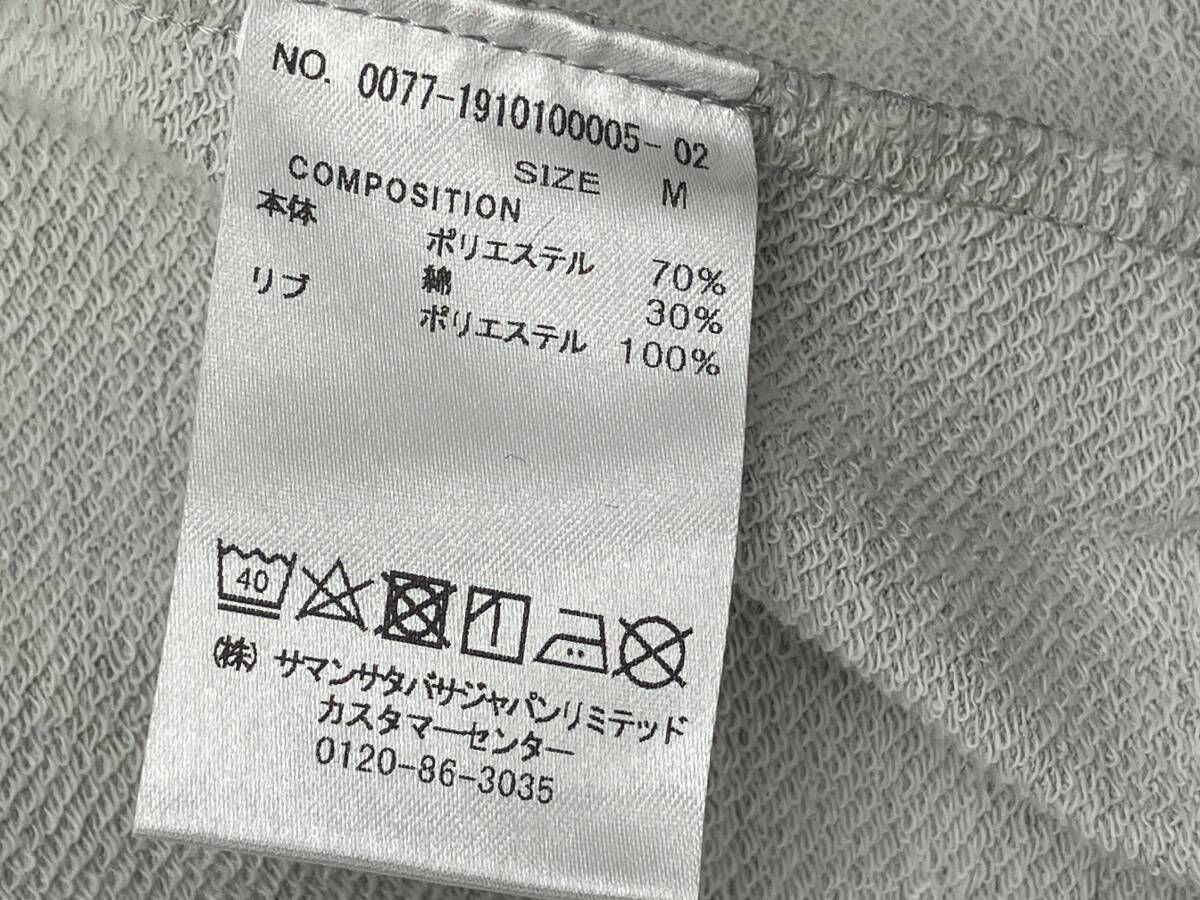 NO. 0077-1910100005-02
SIZE M
COMPOSITION
本体 ポリエステル 70%
綿 30%
リブ ポリエステル 100%
40
(株) サマンサタバサジャパンリミテッド
カスタマーセンター
0120-86-3035